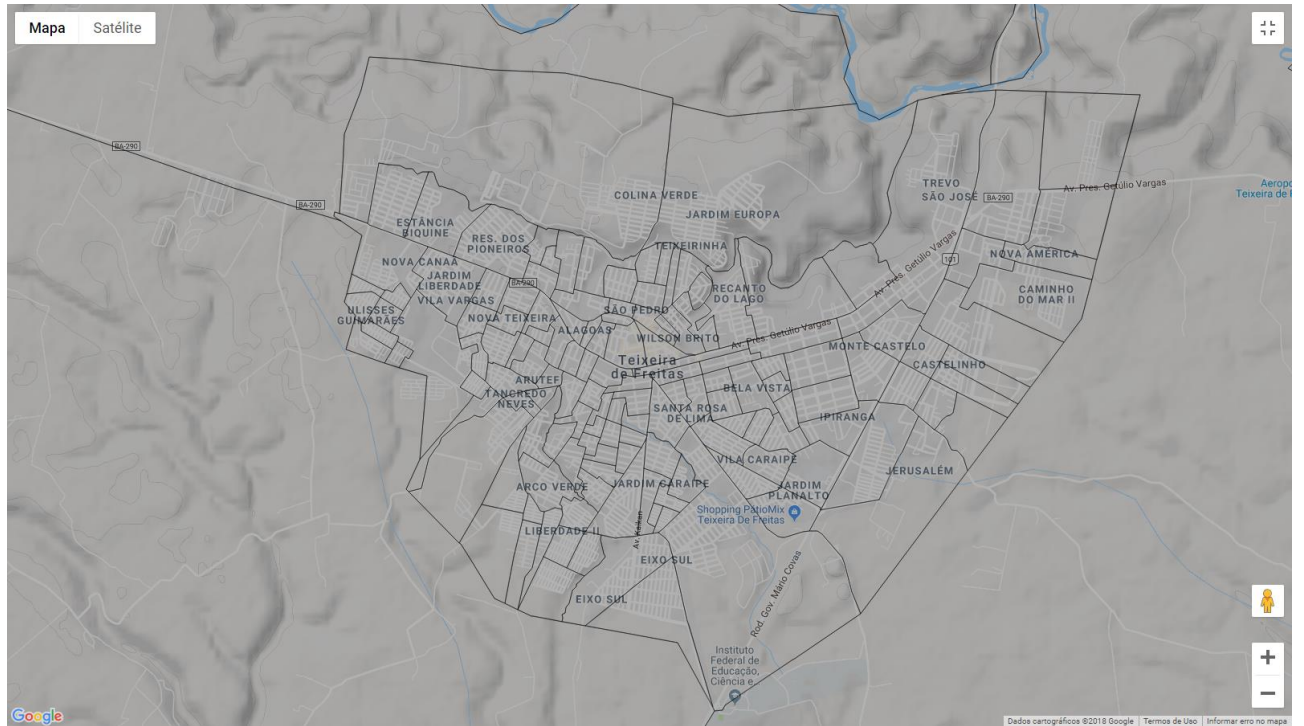 Mapa
Satélite
BA-290
BA-290
TREVO
SÃO JOSÉ
BA-290
Av. Pres. Getúlio Vargas
Aeropo
Teixeira de F
COLINA VERDE
JARDIM EUROPA
ESTÂNCIA
BIQUINE
RES. DOS
PIONEIROS
TEIXEIRINHA
Av. Pres. Getúlio Vargas
101
NOVA AMÉRICA
NOVA CANAÃ
JARDIM
LIBERDADE
BA-290
RECANTO
DO LAGO
CAMINHO
DO MAR II
VILA VARGAS
ULISSES
GUIMARÃES
NOVA TEIXEIRA
SÃO PEDRO
ALAGOAS
WILSON BRITO
Av. Pres. Getúlio Vargas
MONTE CASTELO
Teixeira
de Freitas
CASTELINHO
ARUTEF
TANCREDO
NEVES
BELA VISTA
SANTA ROSA
DE LIMA
IPIRANGA
VILA CARAIPE
JERUSALÉM
ARCO VERDE
JARDIM CARAÍPE
JARDIM
PLANALTO
Shopping PátioMix
Teixeira De Freitas
LIBERDADE II
Av. Kaikan
EIXO SUL
EIXO SUL
Rod. Gov. Mário Covas
Instituto
Federal de
Educação,
Ciência e...
Google
Dados cartográficos ©2018 Google
Termos de Uso
Informar erro no mapa